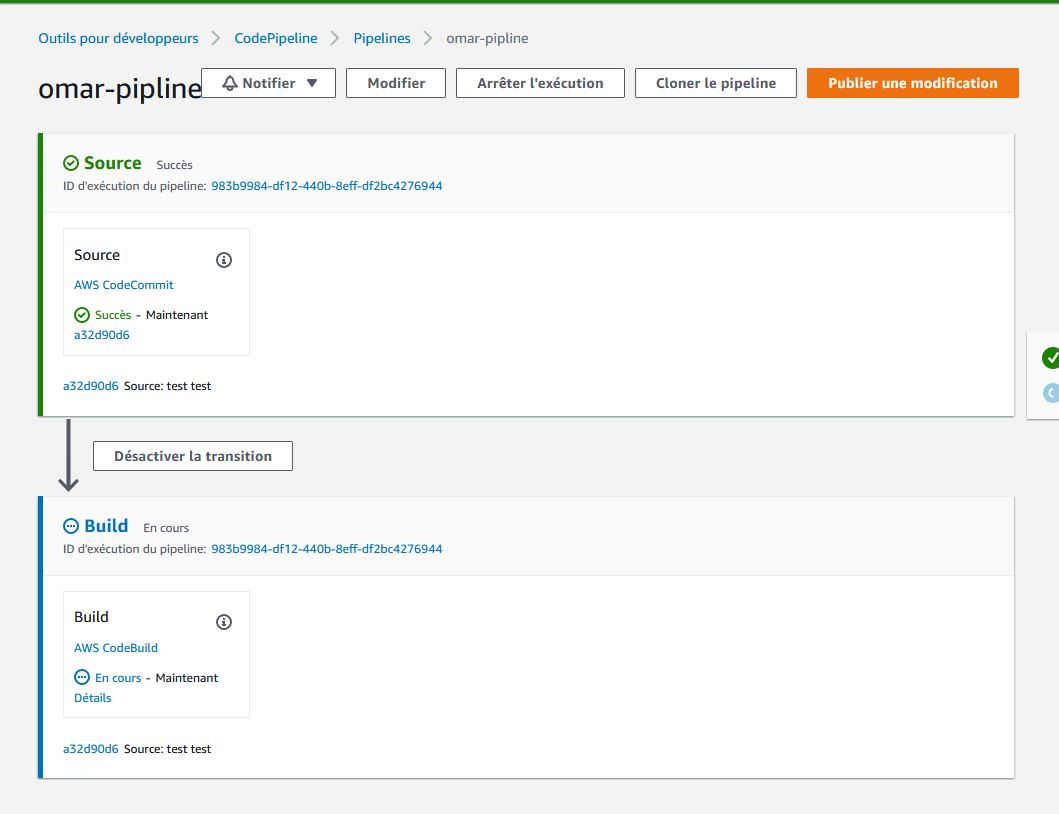 Outils pour développeurs CodePipeline Pipelines omar-pipline
omar-pipline Notifier Modifier Arrêter l'exécution Cloner le pipeline Publier une modification
Source Succès
ID d'exécution du pipeline: 983b9984-df12-440b-8eff-df2bc4276944
Source
AWS CodeCommit
Succès - Maintenant
a32d90d6
a32d90d6 Source: test test
Désactiver la transition
Build En cours
ID d'exécution du pipeline: 983b9984-df12-440b-8eff-df2bc4276944
Build
AWS CodeBuild
En cours - Maintenant
Détails
a32d90d6 Source: test test